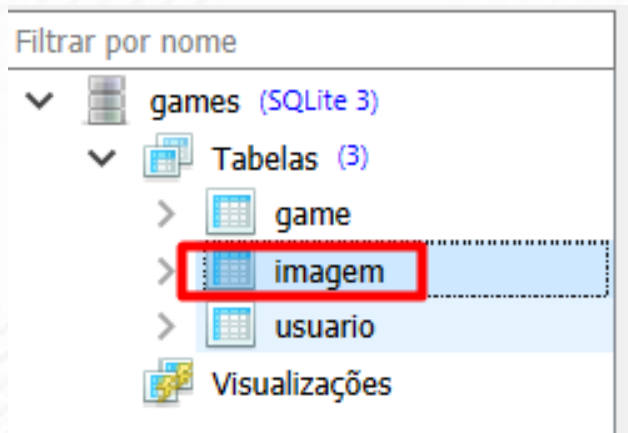 Filtrar por nome
games (SQLite 3)
Tabelas (3)
game
imagem
usuario
Visualizações